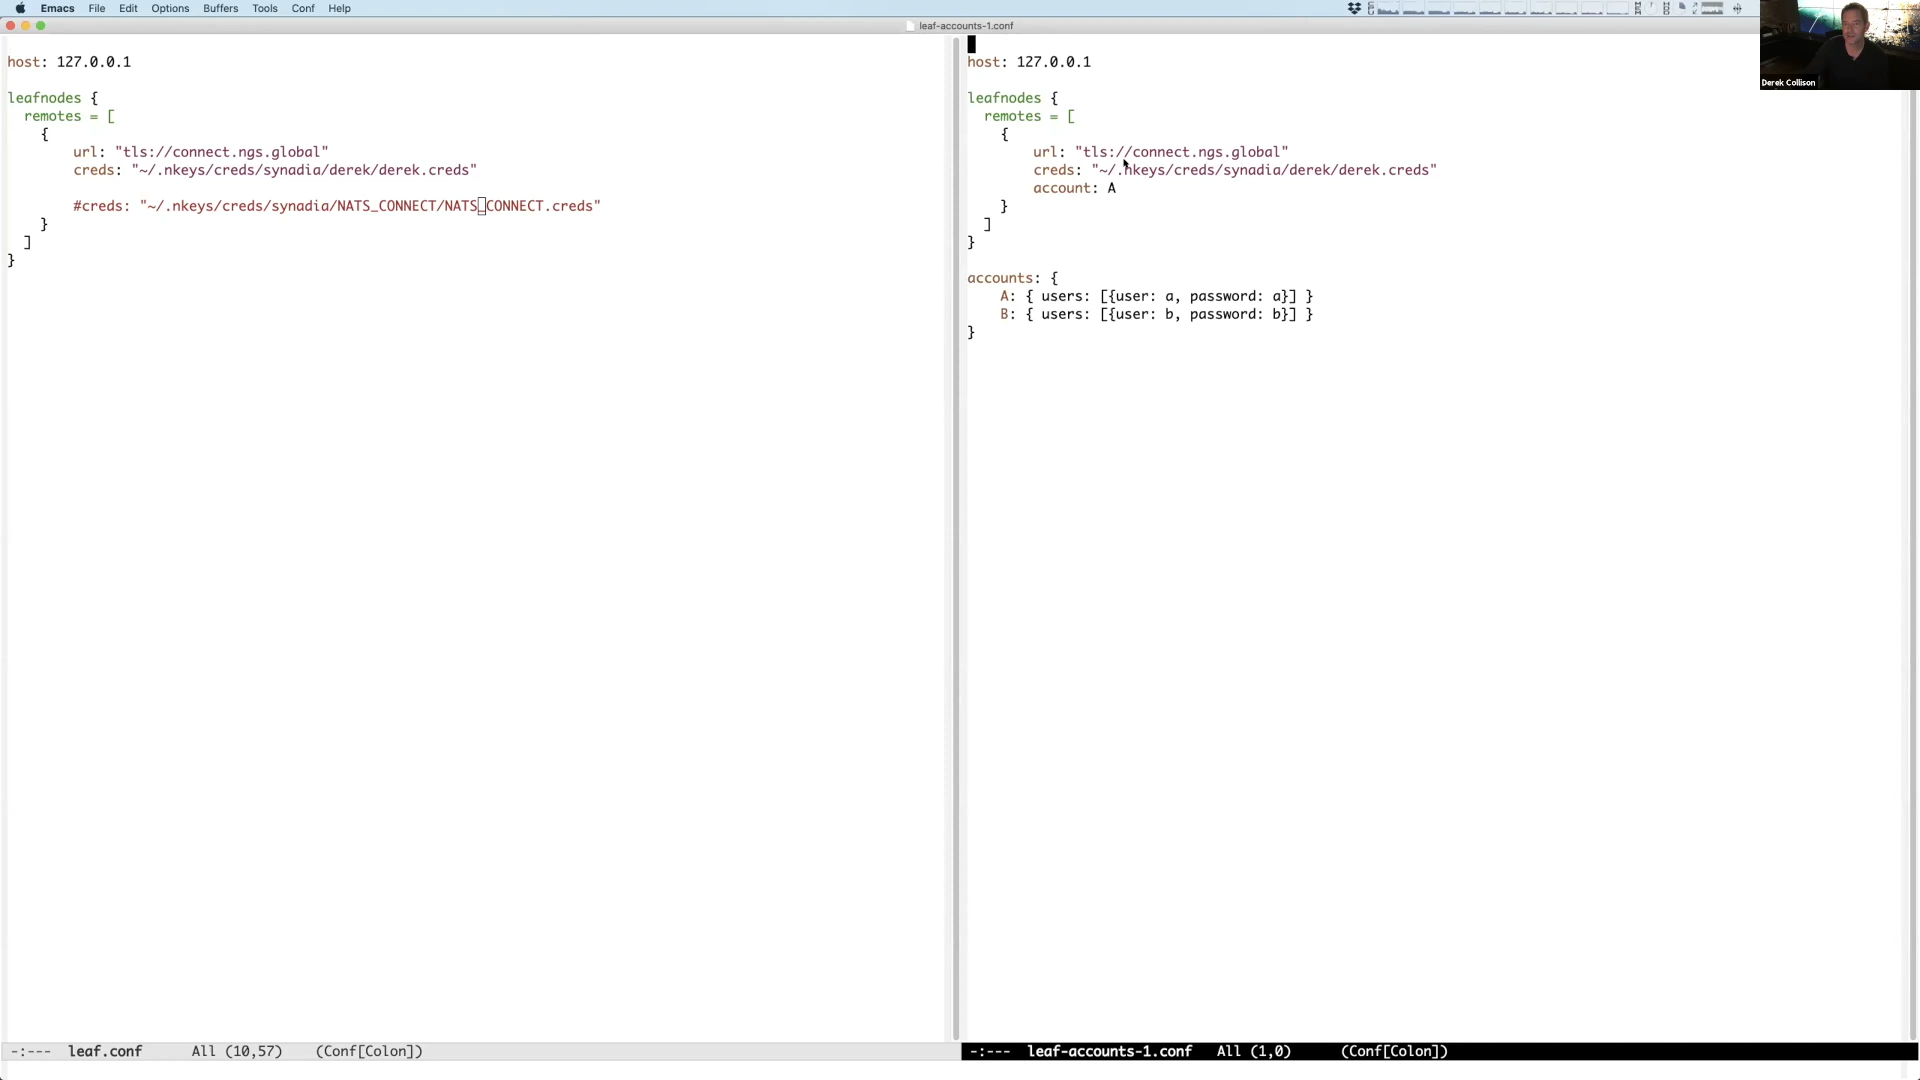 Emacs File Edit Options Buffers Tools Conf Help
leaf-accounts-1.conf
Derek Collison
host: 127.0.0.1
leafnodes {
remotes = [
{
url: "tls://connect.ngs.global"
creds: "~/.nkeys/creds/synadia/derek/derek.creds"
#creds: "~/.nkeys/creds/synadia/NATS_CONNECT/NATS_CONNECT.creds"
}
]
}
-:--- leaf.conf All (10,57) (Conf[Colon])
host: 127.0.0.1
leafnodes {
remotes = [
{
url: "tls://connect.ngs.global"
creds: "~/.nkeys/creds/synadia/derek/derek.creds"
account: A
}
]
}
accounts: {
A: { users: [{user: a, password: a}] }
B: { users: [{user: b, password: b}] }
}
-:--- leaf-accounts-1.conf All (1,0) (Conf[Colon])